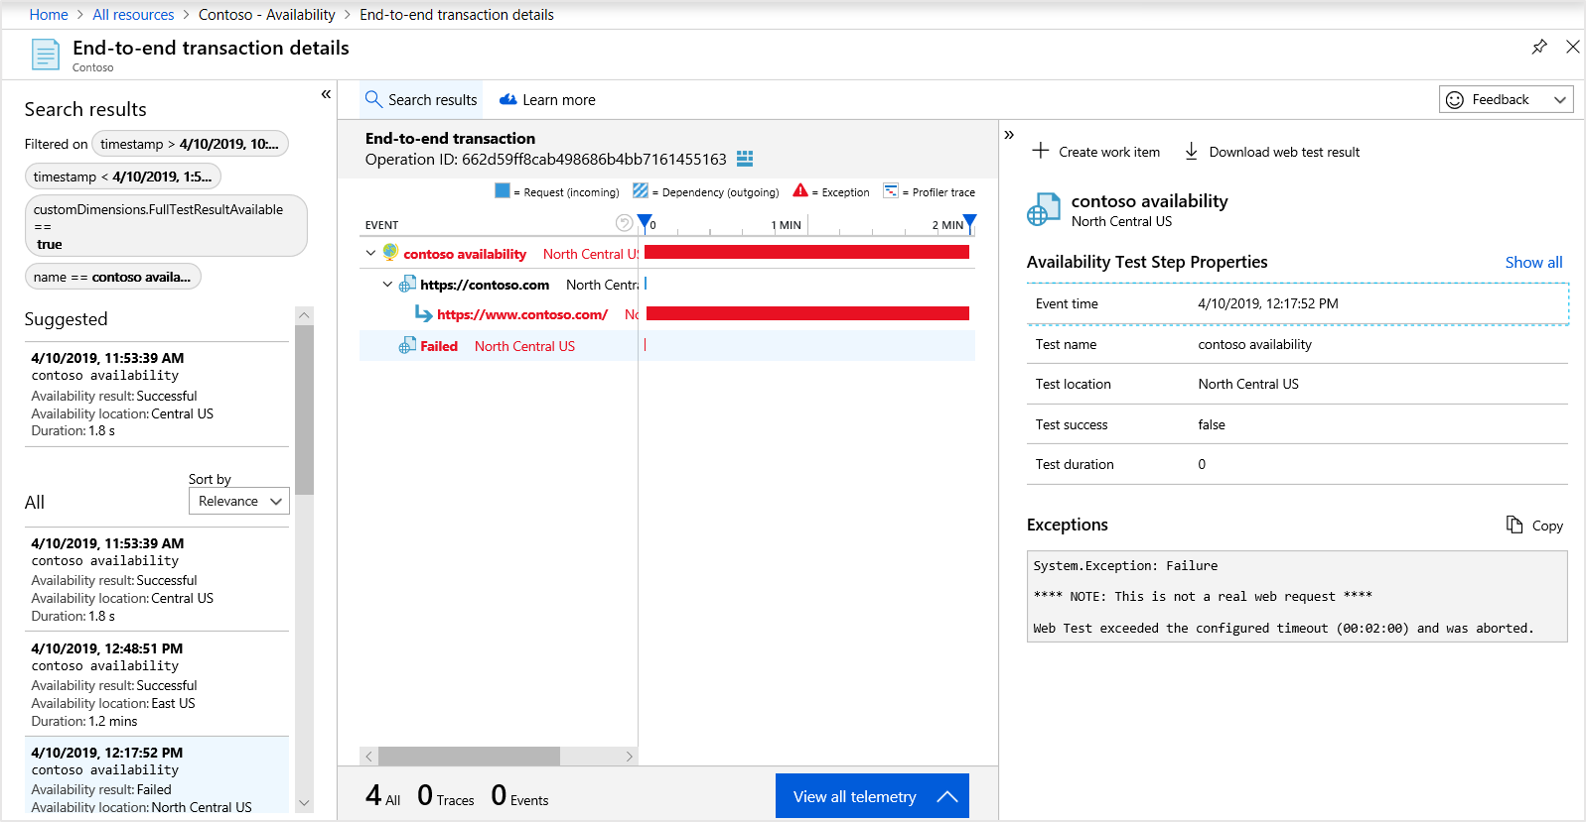 Home > All resources > Contoso - Availability > End-to-end transaction details
End-to-end transaction details
Contoso
«
Search results
Filtered on timestamp > 4/10/2019, 10:...
timestamp < 4/10/2019, 1:5...
customDimensions.FullTestResultAvailable
==
true
name == contoso availa...
Suggested
4/10/2019, 11:53:39 AM
contoso availability
Availability result: Successful
Availability location: Central US
Duration: 1.8 s
Sort by
All
Relevance
4/10/2019, 11:53:39 AM
contoso availability
Availability result: Successful
Availability location: Central US
Duration: 1.8 s
4/10/2019, 12:48:51 PM
contoso availability
Availability result: Successful
Availability location: East US
Duration: 1.2 mins
4/10/2019, 12:17:52 PM
contoso availability
Availability result: Failed
Availability location: North Central US
Search results Learn more
Feedback
End-to-end transaction
Operation ID: 662d59ff8cab498686b4bb7161455163
= Request (incoming) = Dependency (outgoing) = Exception = Profiler trace
EVENT 0 1 MIN 2 MIN
contoso availability North Central US
https://contoso.com North Centra
https://www.contoso.com/ No
Failed North Central US
4 All 0 Traces 0 Events
View all telemetry
»
Create work item Download web test result
contoso availability
North Central US
Availability Test Step Properties Show all
Event time 4/10/2019, 12:17:52 PM
Test name contoso availability
Test location North Central US
Test success false
Test duration 0
Exceptions Copy
System.Exception: Failure
**** NOTE: This is not a real web request ****
Web Test exceeded the configured timeout (00:02:00) and was aborted.